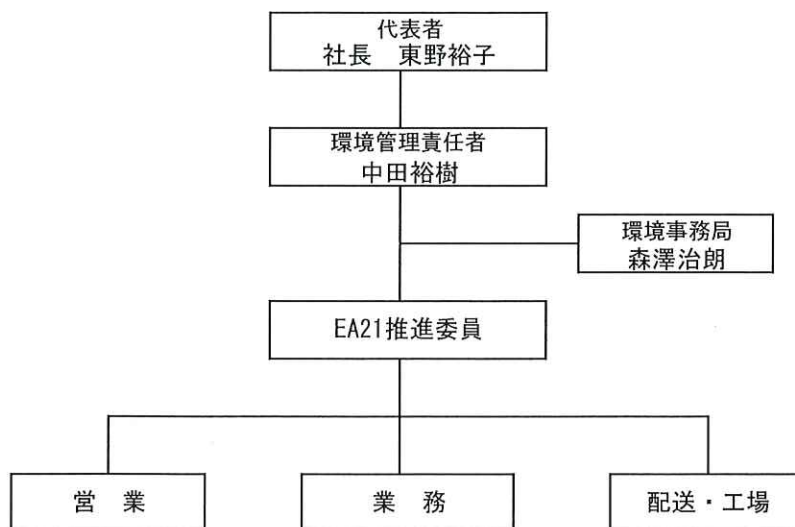 代表者
社長　東野裕子
環境管理責任者
中田裕樹
環境事務局
森澤治朗
EA21推進委員
営　業
業　務
配送・工場